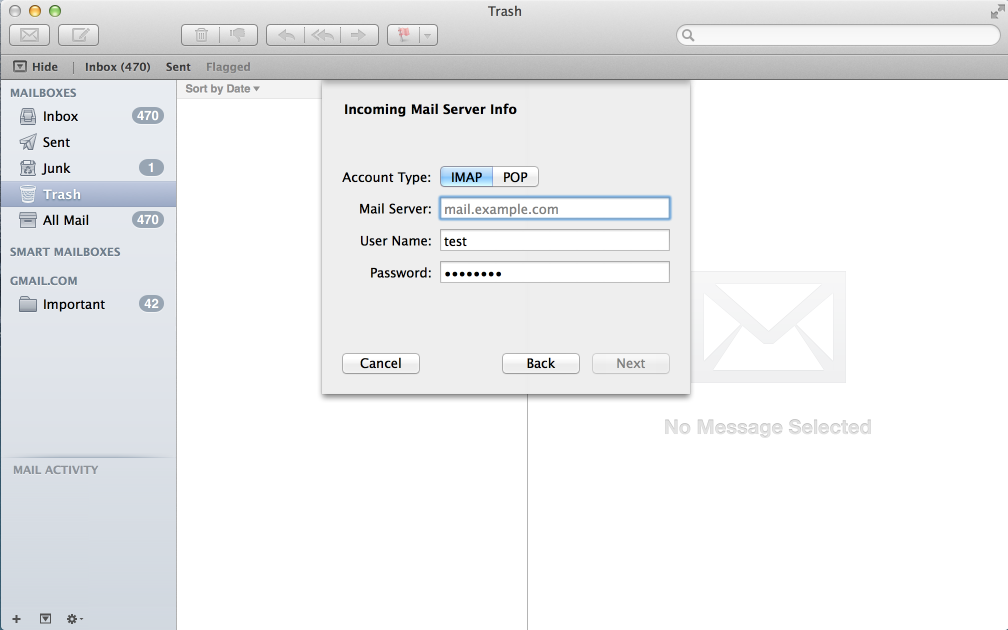 Trash
Hide | Inbox (470) Sent Flagged
MAILBOXES
Inbox 470
Sent
Junk 1
Trash
All Mail 470
SMART MAILBOXES
GMAIL.COM
Important 42
MAIL ACTIVITY
Sort by Date ▾
Incoming Mail Server Info
Account Type: IMAP POP
Mail Server: mail.example.com
User Name: test
Password: ••••••••
Cancel Back Next
No Message Selected